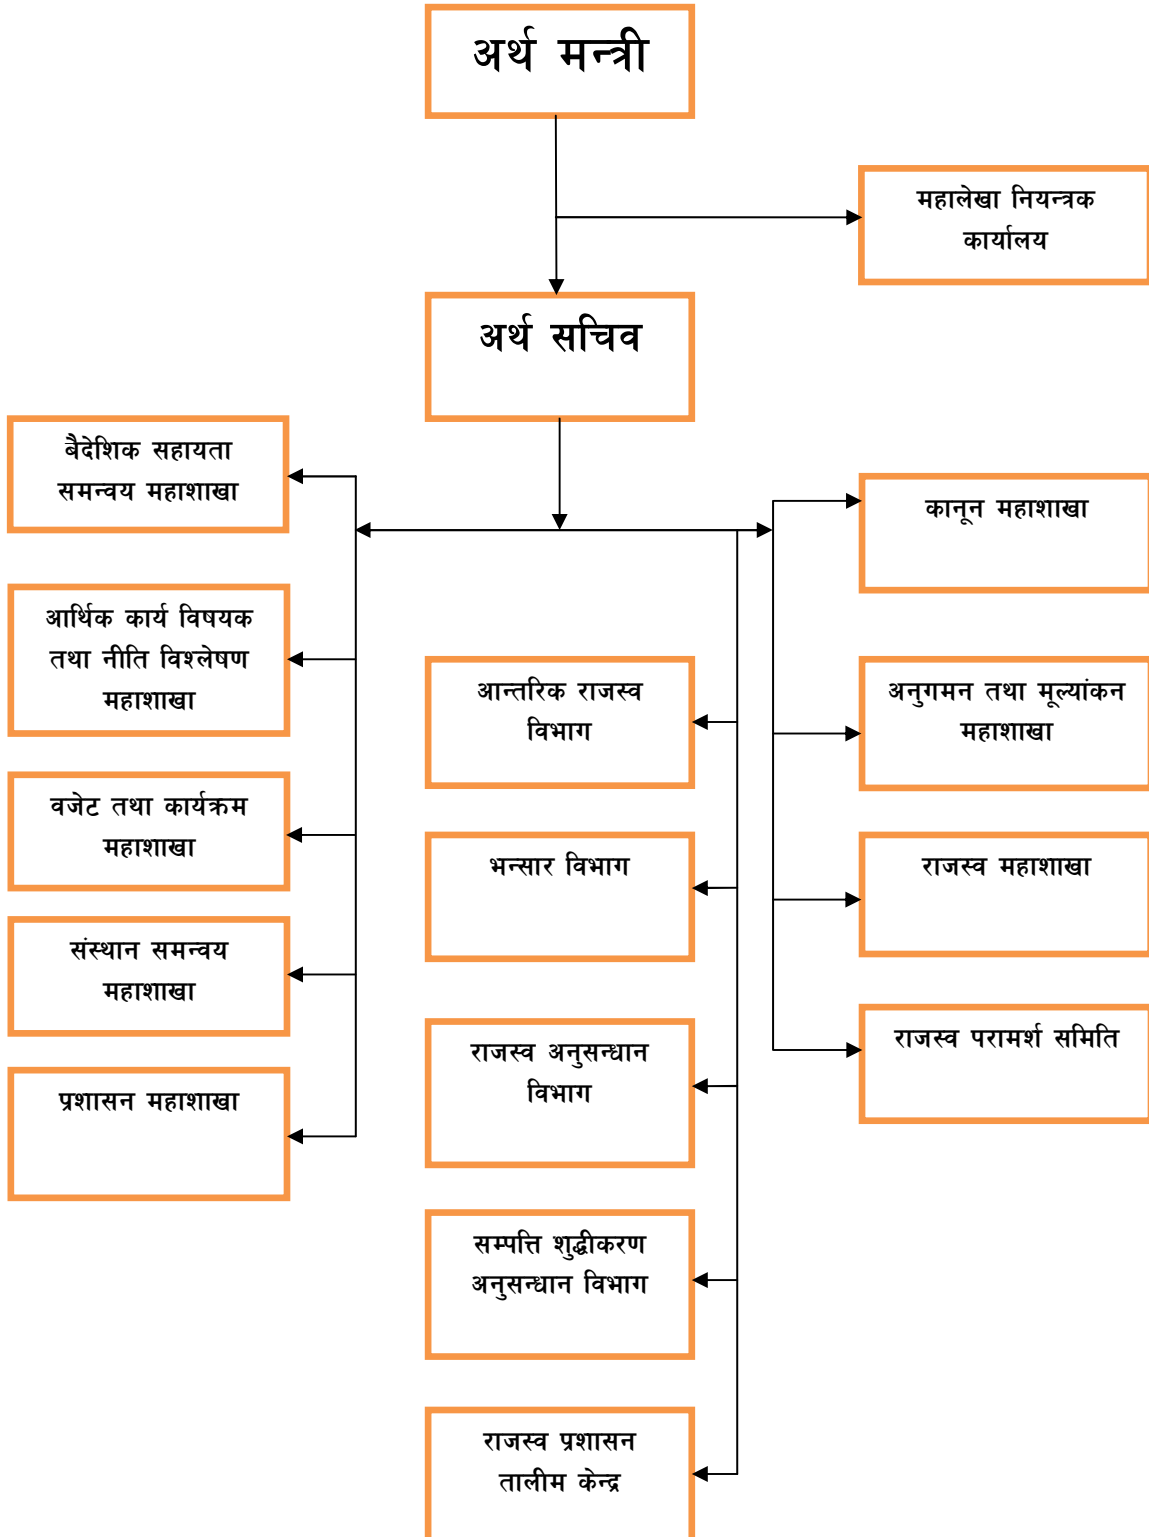 अर्थ मन्त्री
महालेखा नियन्त्रक
कार्यालय
अर्थ सचिव
बैदेशिक सहायता
समन्वय महाशाखा
आर्थिक कार्य विषयक
तथा नीति विश्लेषण
महाशाखा
वजेट तथा कार्यक्रम
महाशाखा
संस्थान समन्वय
महाशाखा
प्रशासन महाशाखा
आन्तरिक राजस्व
विभाग
भन्सार विभाग
राजस्व अनुसन्धान
विभाग
सम्पत्ति शुद्धीकरण
अनुसन्धान विभाग
राजस्व प्रशासन
तालीम केन्द्र
कानून महाशाखा
अनुगमन तथा मूल्यांकन
महाशाखा
राजस्व महाशाखा
राजस्व परामर्श समिति